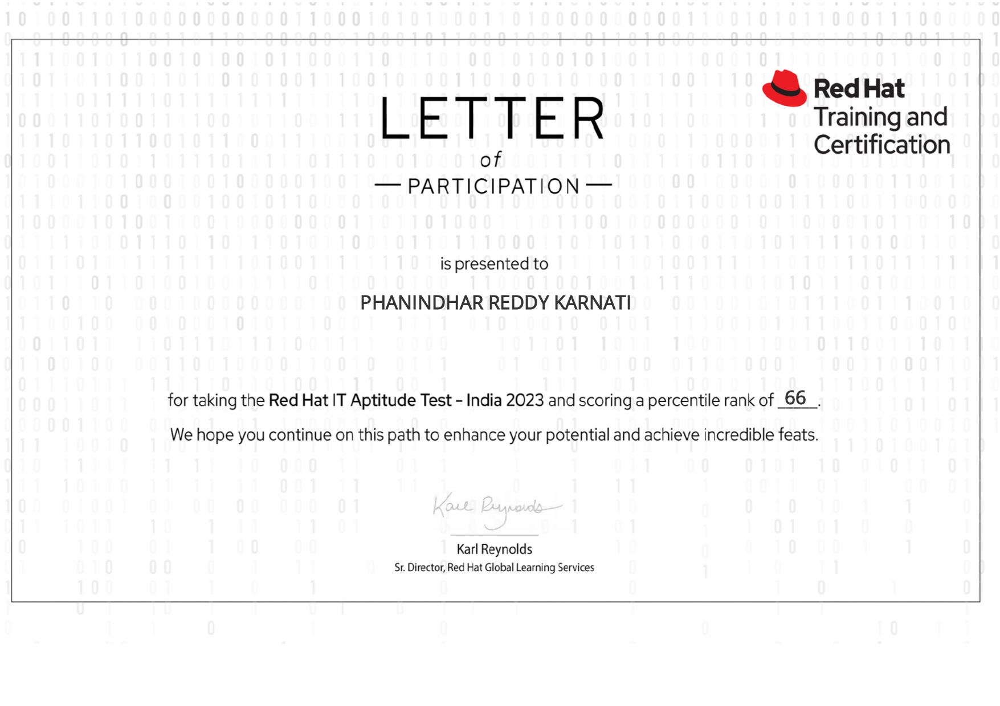 Red Hat
Training and
Certification
LETTER
of
PARTICIPATION
is presented to
PHANINDHAR REDDY KARNATI
for taking the Red Hat IT Aptitude Test - India 2023 and scoring a percentile rank of 66.
We hope you continue on this path to enhance your potential and achieve incredible feats.
Karl Reynolds
Karl Reynolds
Sr. Director, Red Hat Global Learning Services